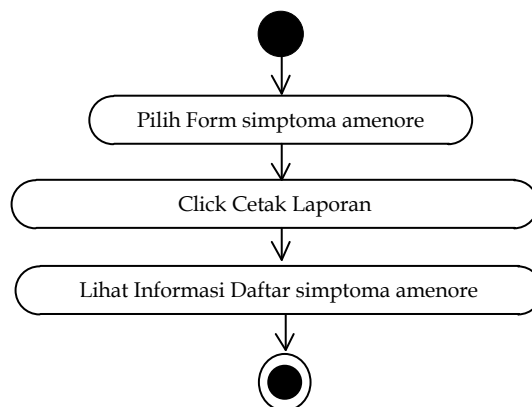 Pilih Form simptoma amenore
Click Cetak Laporan
Lihat Informasi Daftar simptoma amenore